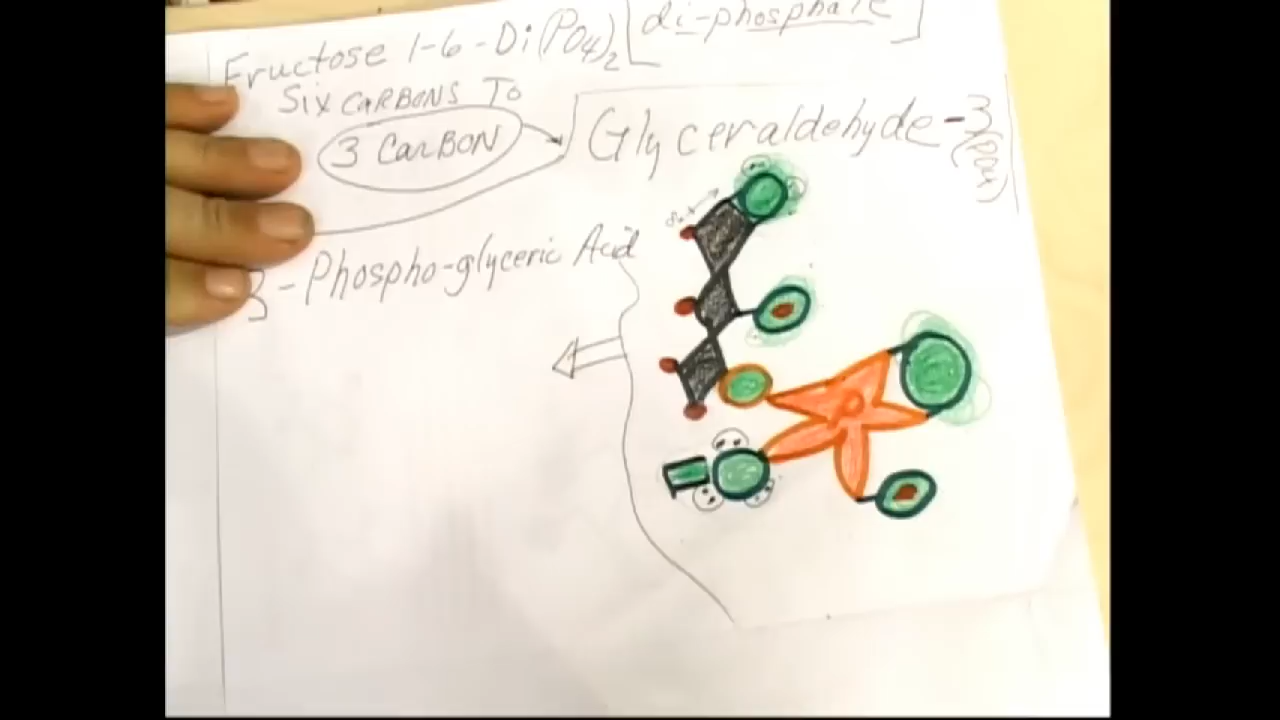 Fructose 1-6-Di(PO4)2 [di-phosphate]
Six CARBONS TO
3 CARBON
Glyceraldehyde-3
(PO4)
3-Phospho-glyceric Acid